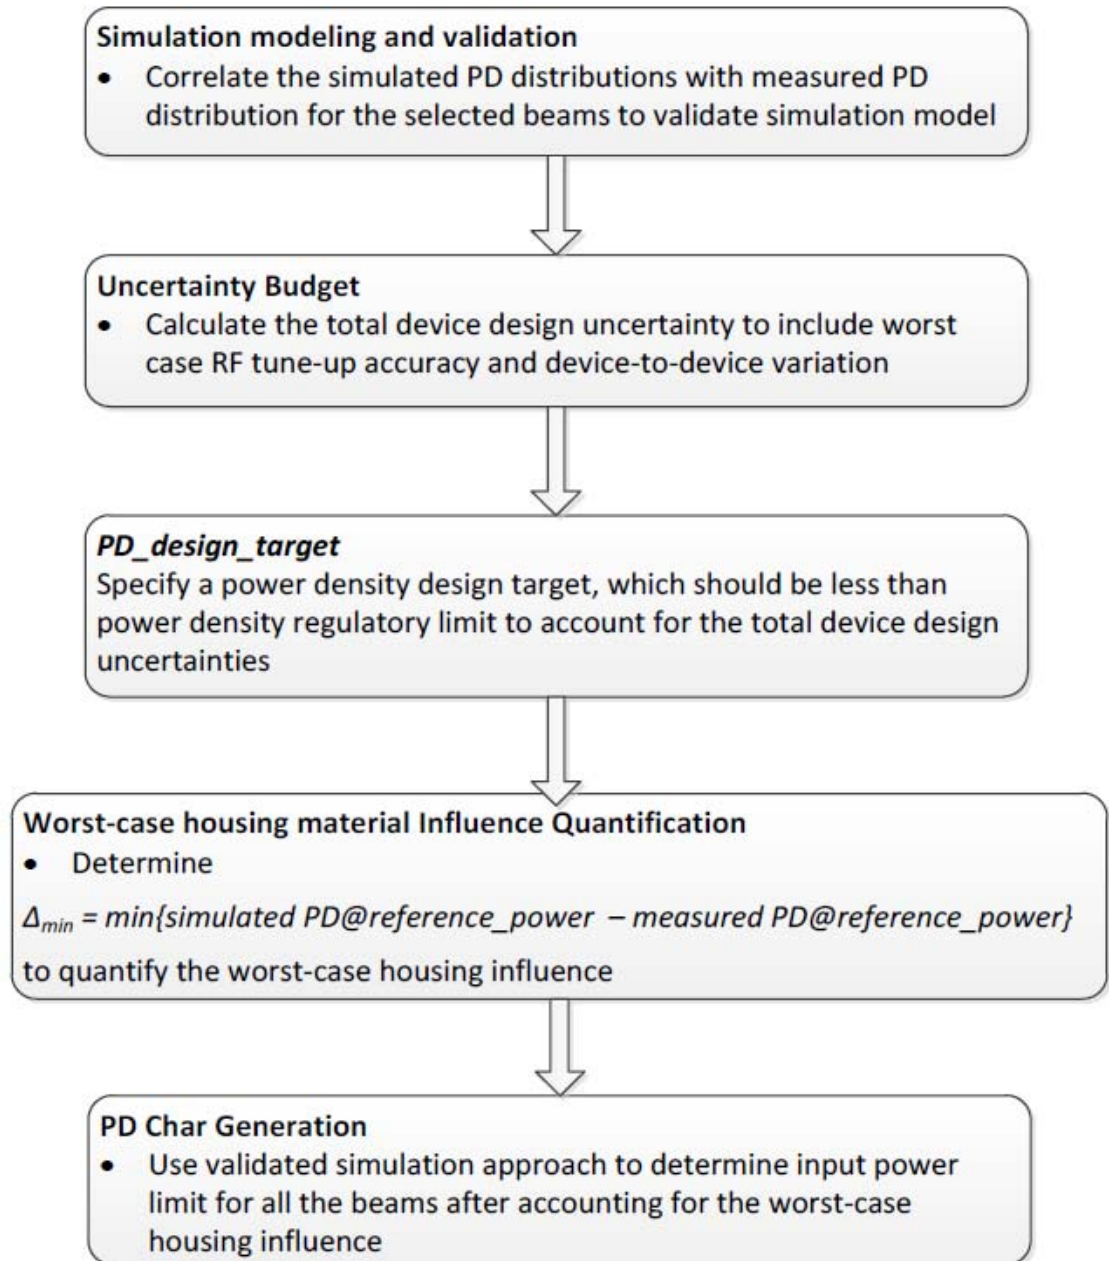 Simulation modeling and validation
• Correlate the simulated PD distributions with measured PD
distribution for the selected beams to validate simulation model
Uncertainty Budget
• Calculate the total device design uncertainty to include worst
case RF tune-up accuracy and device-to-device variation
PD_design_target
Specify a power density design target, which should be less than
power density regulatory limit to account for the total device design
uncertainties
Worst-case housing material Influence Quantification
• Determine
Δmin = min{simulated PD@reference_power – measured PD@reference_power}
to quantify the worst-case housing influence
PD Char Generation
• Use validated simulation approach to determine input power
limit for all the beams after accounting for the worst-case
housing influence